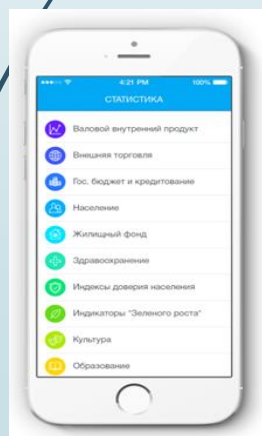 4:21 PM 100%
СТАТИСТИКА
Валовой внутренний продукт
Внешняя торговля
Гос. бюджет и кредитование
Население
Жилищный фонд
Здравоохранение
Индексы доверия населения
Индикаторы "Зеленого роста"
Культура
Образование